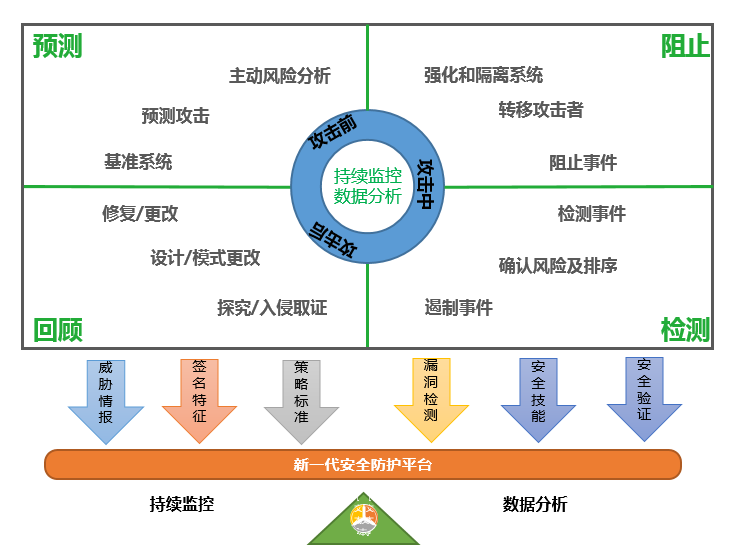 预测
阻止
主动风险分析
强化和隔离系统
预测攻击
转移攻击者
基准系统
阻止事件
攻击前
攻击中
攻击后
持续监控
数据分析
修复/更改
检测事件
设计/模式更改
确认风险及排序
探究/入侵取证
遏制事件
回顾
检测
威胁情报
签名特征
策略标准
漏洞检测
安全技能
安全验证
新一代安全防护平台
持续监控
数据分析